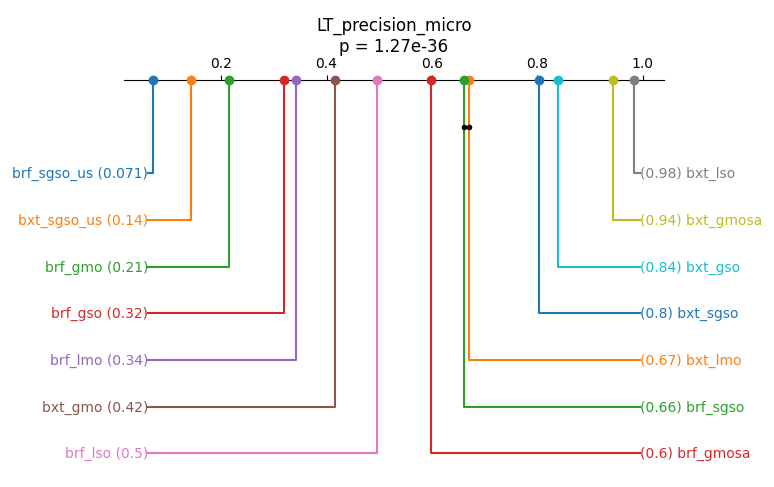 LT_precision_micro
p = 1.27e-36
0.2 0.4 0.6 0.8 1.0
brf_sgso_us (0.071) (0.98) bxt_lso
bxt_sgso_us (0.14) (0.94) bxt_gmosa
brf_gmo (0.21) (0.84) bxt_gso
brf_gso (0.32) (0.8) bxt_sgso
brf_lmo (0.34) (0.67) bxt_lmo
bxt_gmo (0.42) (0.66) brf_sgso
brf_lso (0.5) (0.6) brf_gmosa